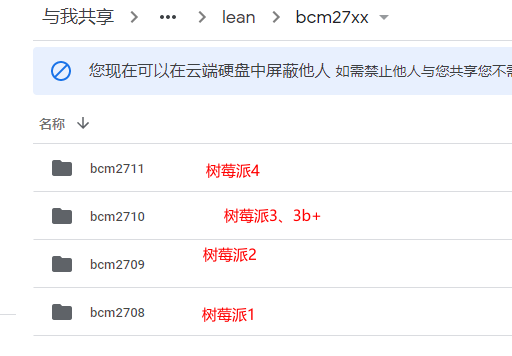 与我共享 > ••• > lean > bcm27xx
您现在可以在云端硬盘中屏蔽他人 如需禁止他人与您共享您不需
名称 ↓
bcm2711 树莓派4
bcm2710 树莓派3、3b+
bcm2709 树莓派2
bcm2708 树莓派1